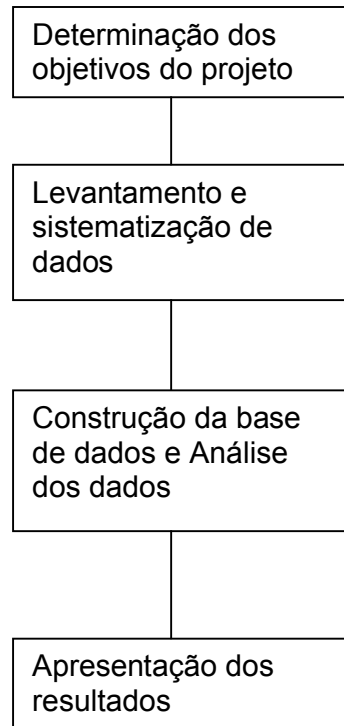 Determinação dos
objetivos do projeto
Levantamento e
sistematização de
dados
Construção da base
de dados e Análise
dos dados
Apresentação dos
resultados